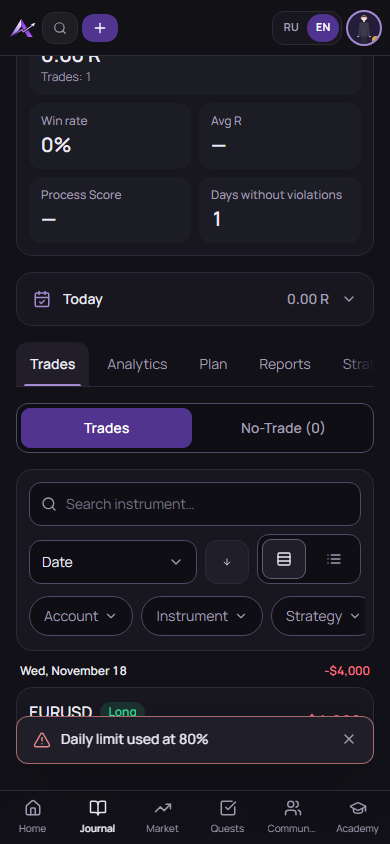 RU EN
0.00 R
Trades: 1
Win rate
0%
Avg R
—
Process Score
—
Days without violations
1
Today
0.00 R
Trades Analytics Plan Reports
Trades
No-Trade (0)
Search instrument...
Date
Account Instrument Strategy
Wed, November 18
-$4,000
EURUSD Long
Daily limit used at 80%
Home Journal Market Quests Commun... Academy